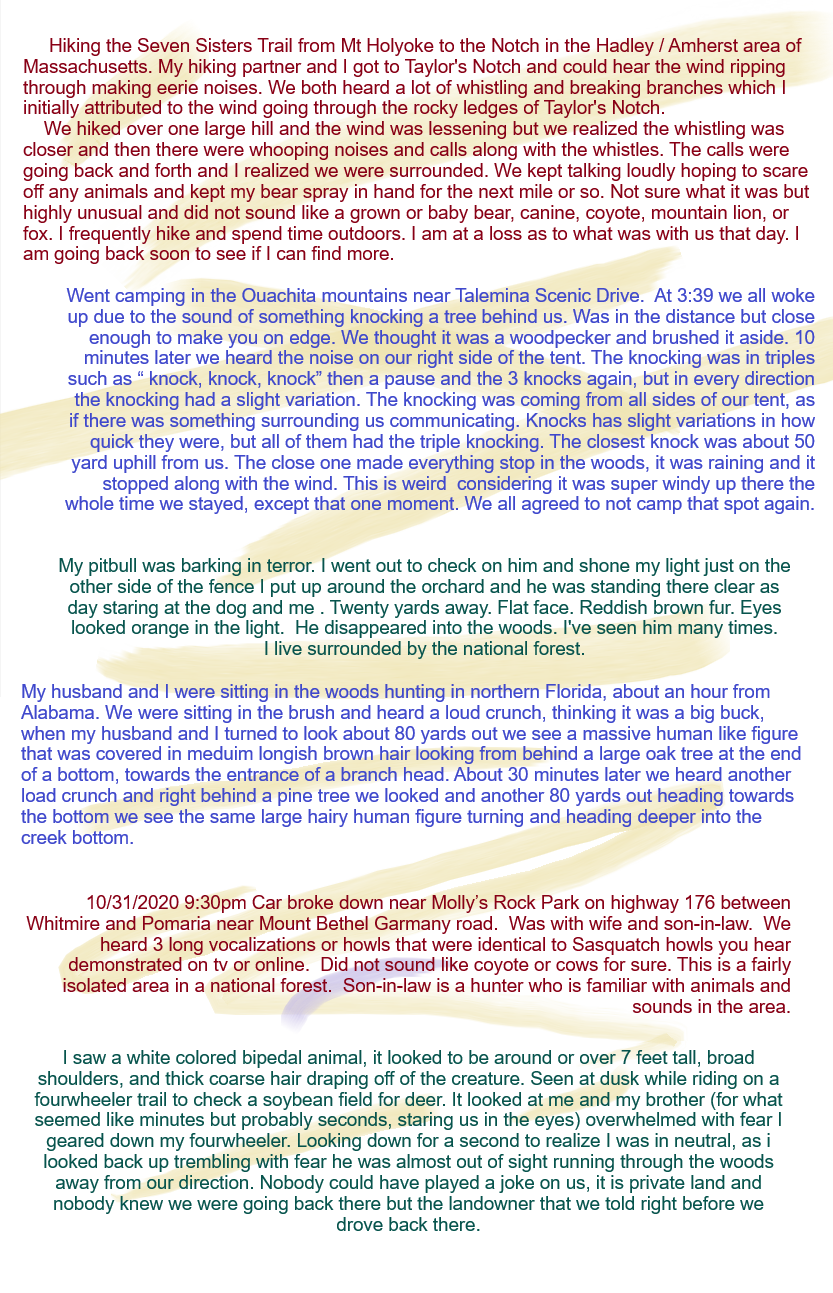 Hiking the Seven Sisters Trail from Mt Holyoke to the Notch in the Hadley / Amherst area of
Massachusetts. My hiking partner and I got to Taylor's Notch and could hear the wind ripping
through making eerie noises. We both heard a lot of whistling and breaking branches which I
initially attributed to the wind going through the rocky ledges of Taylor's Notch.
We hiked over one large hill and the wind was lessening but we realized the whistling was
closer and then there were whooping noises and calls along with the whistles. The calls were
going back and forth and I realized we were surrounded. We kept talking loudly hoping to scare
off any animals and kept my bear spray in hand for the next mile or so. Not sure what it was but
highly unusual and did not sound like a grown or baby bear, canine, coyote, mountain lion, or
fox. I frequently hike and spend time outdoors. I am at a loss as to what was with us that day. I
am going back soon to see if I can find more.
Went camping in the Ouachita mountains near Talemina Scenic Drive.  At 3:39 we all woke
up due to the sound of something knocking a tree behind us. Was in the distance but close
enough to make you on edge. We thought it was a woodpecker and brushed it aside. 10
minutes later we heard the noise on our right side of the tent. The knocking was in triples
such as “ knock, knock, knock” then a pause and the 3 knocks again, but in every direction
the knocking had a slight variation. The knocking was coming from all sides of our tent, as
if there was something surrounding us communicating. Knocks has slight variations in how
quick they were, but all of them had the triple knocking. The closest knock was about 50
yard uphill from us. The close one made everything stop in the woods, it was raining and it
stopped along with the wind. This is weird  considering it was super windy up there the
whole time we stayed, except that one moment. We all agreed to not camp that spot again.
My pitbull was barking in terror. I went out to check on him and shone my light just on the
other side of the fence I put up around the orchard and he was standing there clear as
day staring at the dog and me . Twenty yards away. Flat face. Reddish brown fur. Eyes
looked orange in the light.  He disappeared into the woods. I've seen him many times.
I live surrounded by the national forest.
My husband and I were sitting in the woods hunting in northern Florida, about an hour from
Alabama. We were sitting in the brush and heard a loud crunch, thinking it was a big buck,
when my husband and I turned to look about 80 yards out we see a massive human like figure
that was covered in meduim longish brown hair looking from behind a large oak tree at the end
of a bottom, towards the entrance of a branch head. About 30 minutes later we heard another
load crunch and right behind a pine tree we looked and another 80 yards out heading towards
the bottom we see the same large hairy human figure turning and heading deeper into the
creek bottom.
10/31/2020 9:30pm Car broke down near Molly’s Rock Park on highway 176 between
Whitmire and Pomaria near Mount Bethel Garmany road.  Was with wife and son-in-law.  We
heard 3 long vocalizations or howls that were identical to Sasquatch howls you hear
demonstrated on tv or online.  Did not sound like coyote or cows for sure. This is a fairly
isolated area in a national forest.  Son-in-law is a hunter who is familiar with animals and
sounds in the area.
I saw a white colored bipedal animal, it looked to be around or over 7 feet tall, broad
shoulders, and thick coarse hair draping off of the creature. Seen at dusk while riding on a
fourwheeler trail to check a soybean field for deer. It looked at me and my brother (for what
seemed like minutes but probably seconds, staring us in the eyes) overwhelmed with fear I
geared down my fourwheeler. Looking down for a second to realize I was in neutral, as i
looked back up trembling with fear he was almost out of sight running through the woods
away from our direction. Nobody could have played a joke on us, it is private land and
nobody knew we were going back there but the landowner that we told right before we
drove back there.